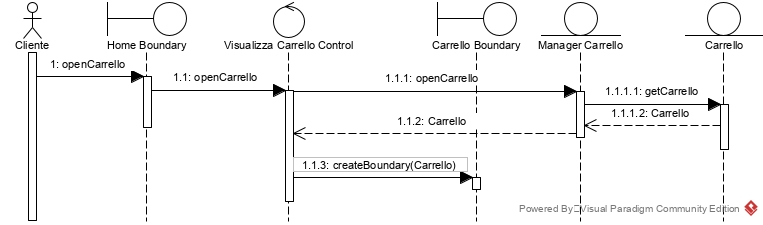 Cliente
Home Boundary
Visualizza Carrello Control
Carrello Boundary
Manager Carrello
Carrello
1: openCarrello
1.1: openCarrello
1.1.1: openCarrello
1.1.1.1: getCarrello
1.1.1.2: Carrello
1.1.2: Carrello
1.1.3: createBoundary(Carrello)
Powered By Visual Paradigm Community Edition